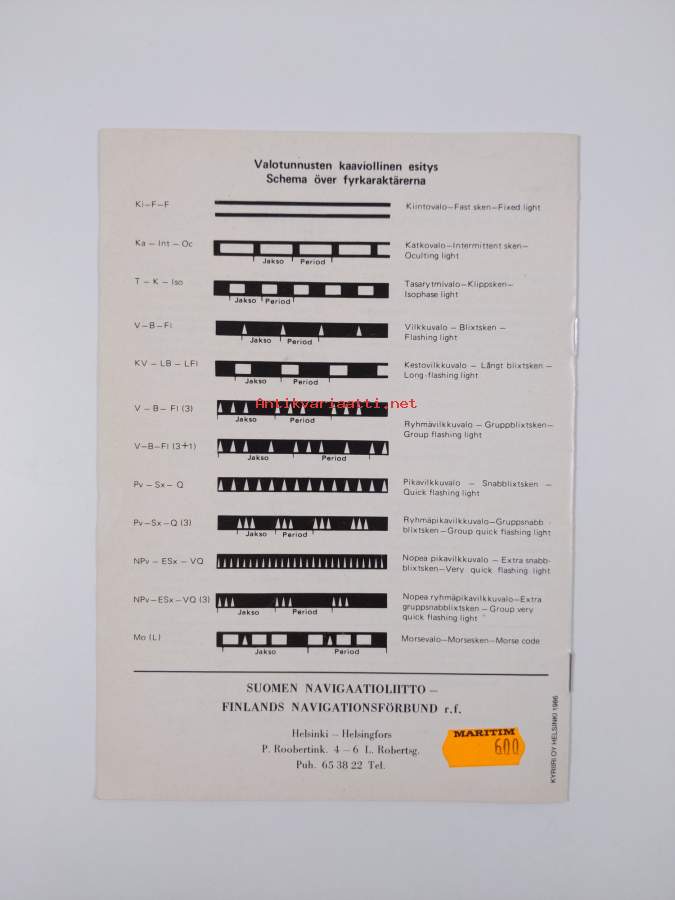 Valotunnusten kaaviollinen esitys
Schema över fyrkaraktärerna
Ki–F–F
Kiintovalo–Fast sken–Fixed light
Ka – Int – Oc
Jakso Period
Katkovalo–Intermittent sken–
Oculting light
T – K – Iso
Jakso Period
Tasarytmivalo–Klippsken–
Isophase light
V–B–Fl
Jakso Period
Vilkkuvalo – Blixtsken –
Flashing light
KV – LB – LFl
Jakso Period
Kestovilkkuvalo – Långt blixtsken –
Long-flashing light
V – B – Fl (3)
Jakso Period
Antikvariaatti.net
Ryhmävilkkuvalo – Gruppblixtsken–
Group flashing light
V–B–Fl (3+1)
Jakso Period
Pv – Sx – Q
Pikavilkkuvalo – Snabblixtsken –
Quick flashing light
Pv–Sx–Q (3)
Jakso Period
Ryhmäpikavilkkuvalo–Gruppsnabb
blixtsken–Group quick flashing light
NPv – ESx – VQ
Nopea pikavilkkuvalo – Extra snabb-
blixtsken–Very quick flashing light
NPv–ESx–VQ (3)
Jakso Period
Nopea ryhmäpikavilkkuvalo–Extra
gruppsnabblixtsken – Group very
quick flashing light
Mo (L)
Jakso Period
Morsevalo–Morsesken–Morse code
SUOMEN NAVIGAATIOLIITTO –
FINLANDS NAVIGATIONSFÖRBUND r.f.
Helsinki – Helsingfors
P. Roobertink. 4 – 6 L. Robertsg.
Puh. 65 38 22 Tel.
MARITIM
600
KYRIIRI OY HELSINKI 1986